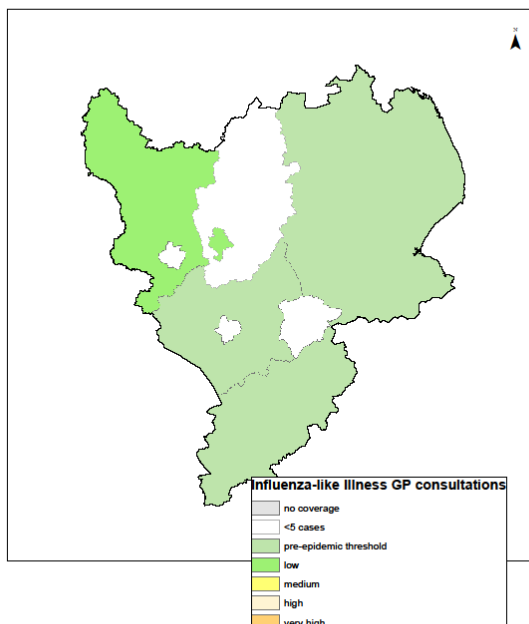 Influenza-like Illness GP consultations
no coverage
<5 cases
pre-epidemic threshold
low
medium
high
very high